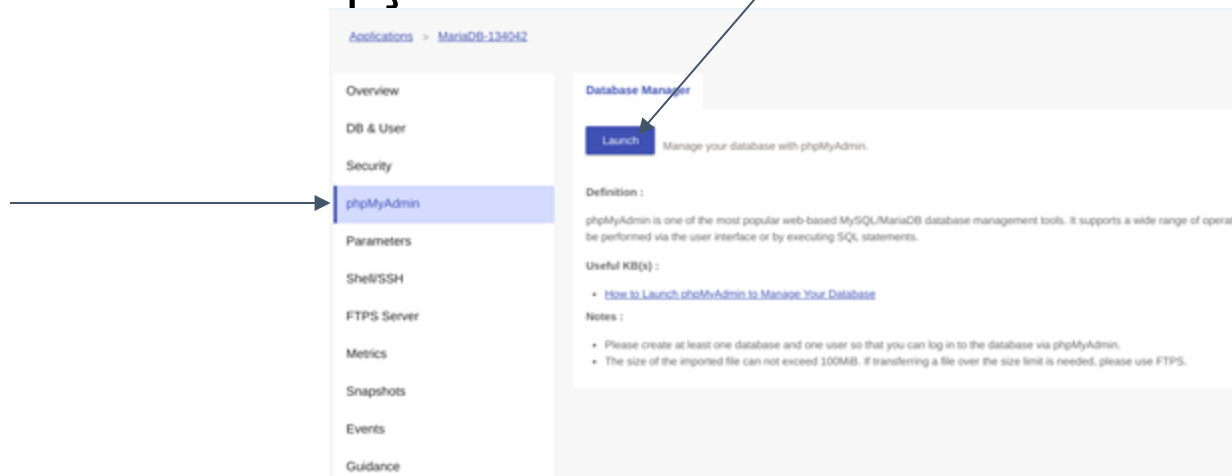 Applications > MariaDB-134042
Overview
DB & User
Security
phpMyAdmin
Parameters
Shell/SSH
FTPS Server
Metrics
Snapshots
Events
Guidance
Database Manager
Launch Manage your database with phpMyAdmin.
Definition :
phpMyAdmin is one of the most popular web-based MySQL/MariaDB database management tools. It supports a wide range of
be performed via the user interface or by executing SQL statements.
Useful KB(s) :
• How to Launch phpMyAdmin to Manage Your Database
Notes :
• Please create at least one database and one user so that you can log in to the database via phpMyAdmin.
• The size of the imported file can not exceed 100MiB. If transferring a file over the size limit is needed, please use FTPS.